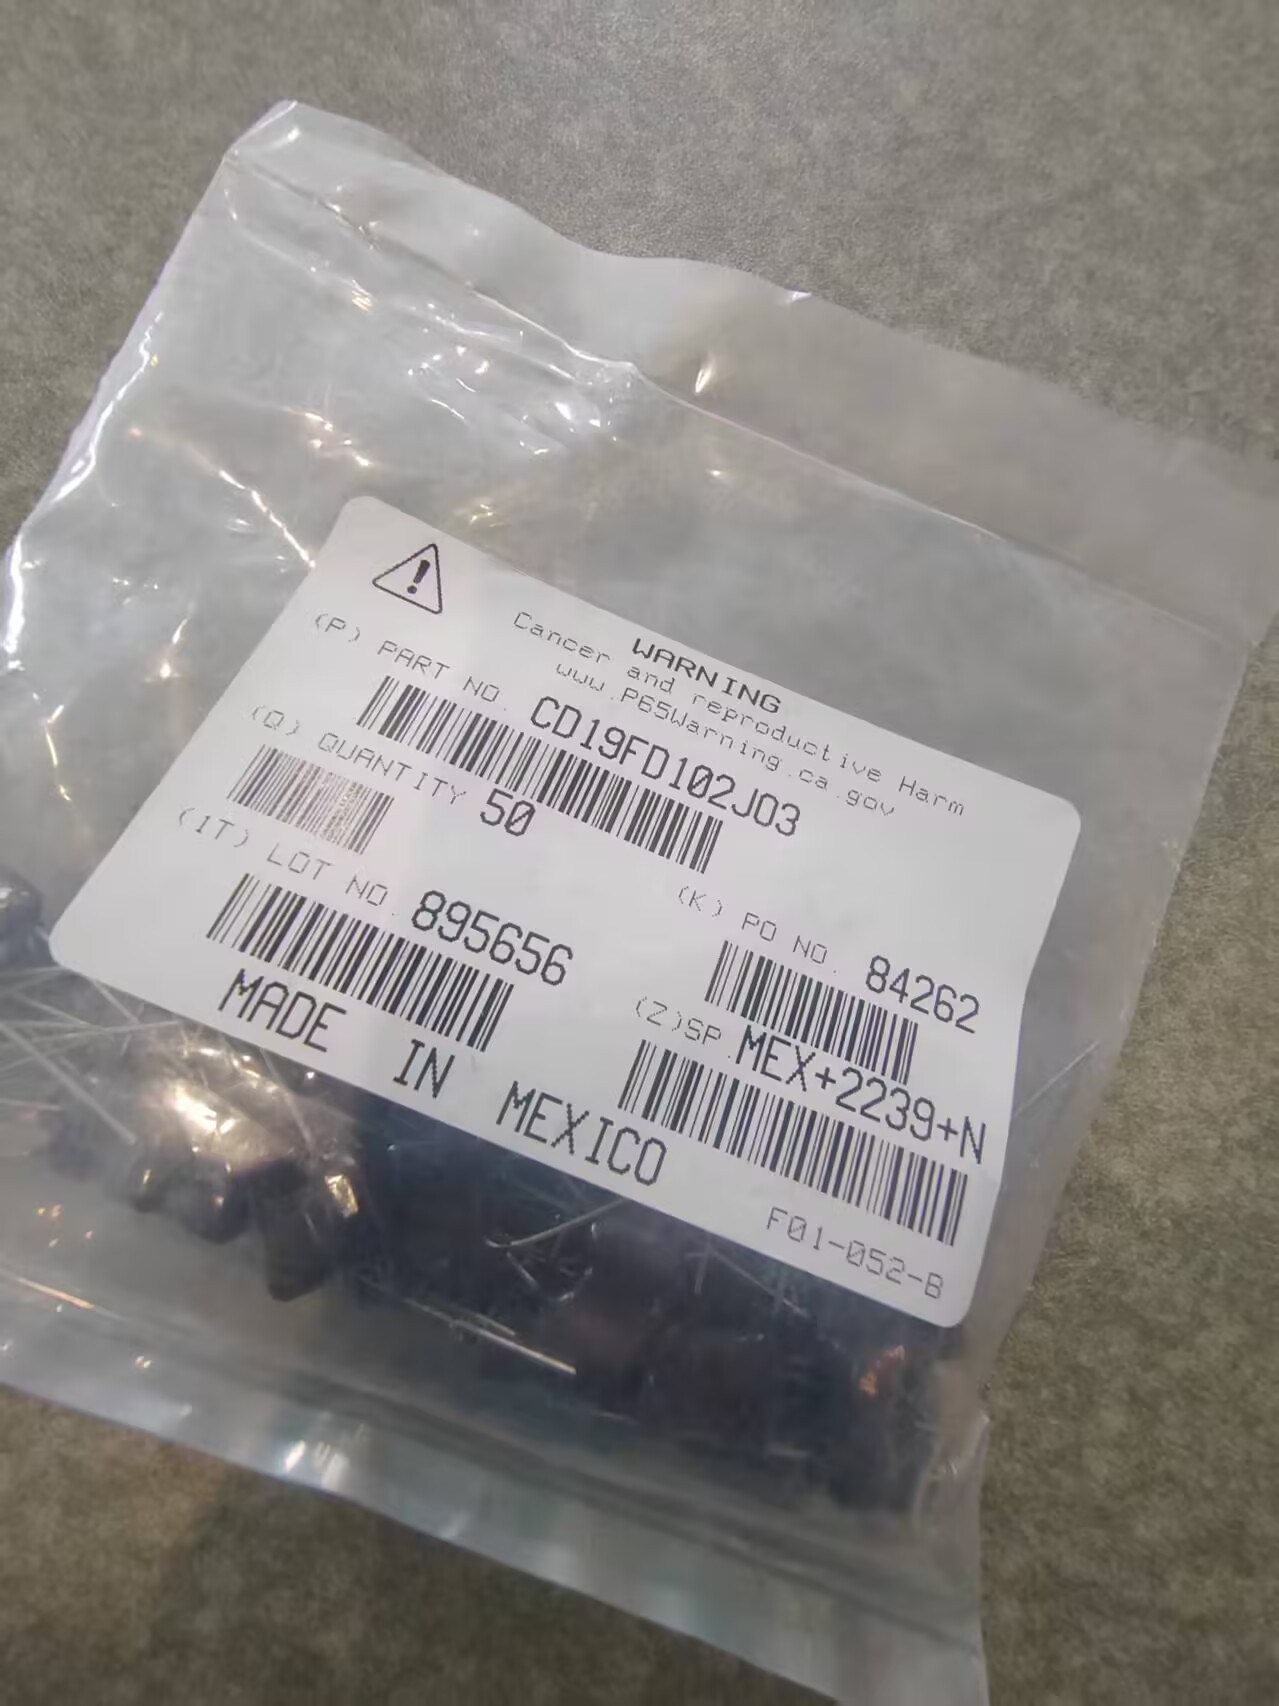 WARNING
Cancer and reproductive Harm
www.P65Warning.ca.gov
(P) PART NO. CD19FD102J03
(Q) QUANTITY 50
(1T) LOT NO. 895656
(K) PO NO. 84262
(Z)SP. MEX+2239+N
MADE IN MEXICO
F01-052-B